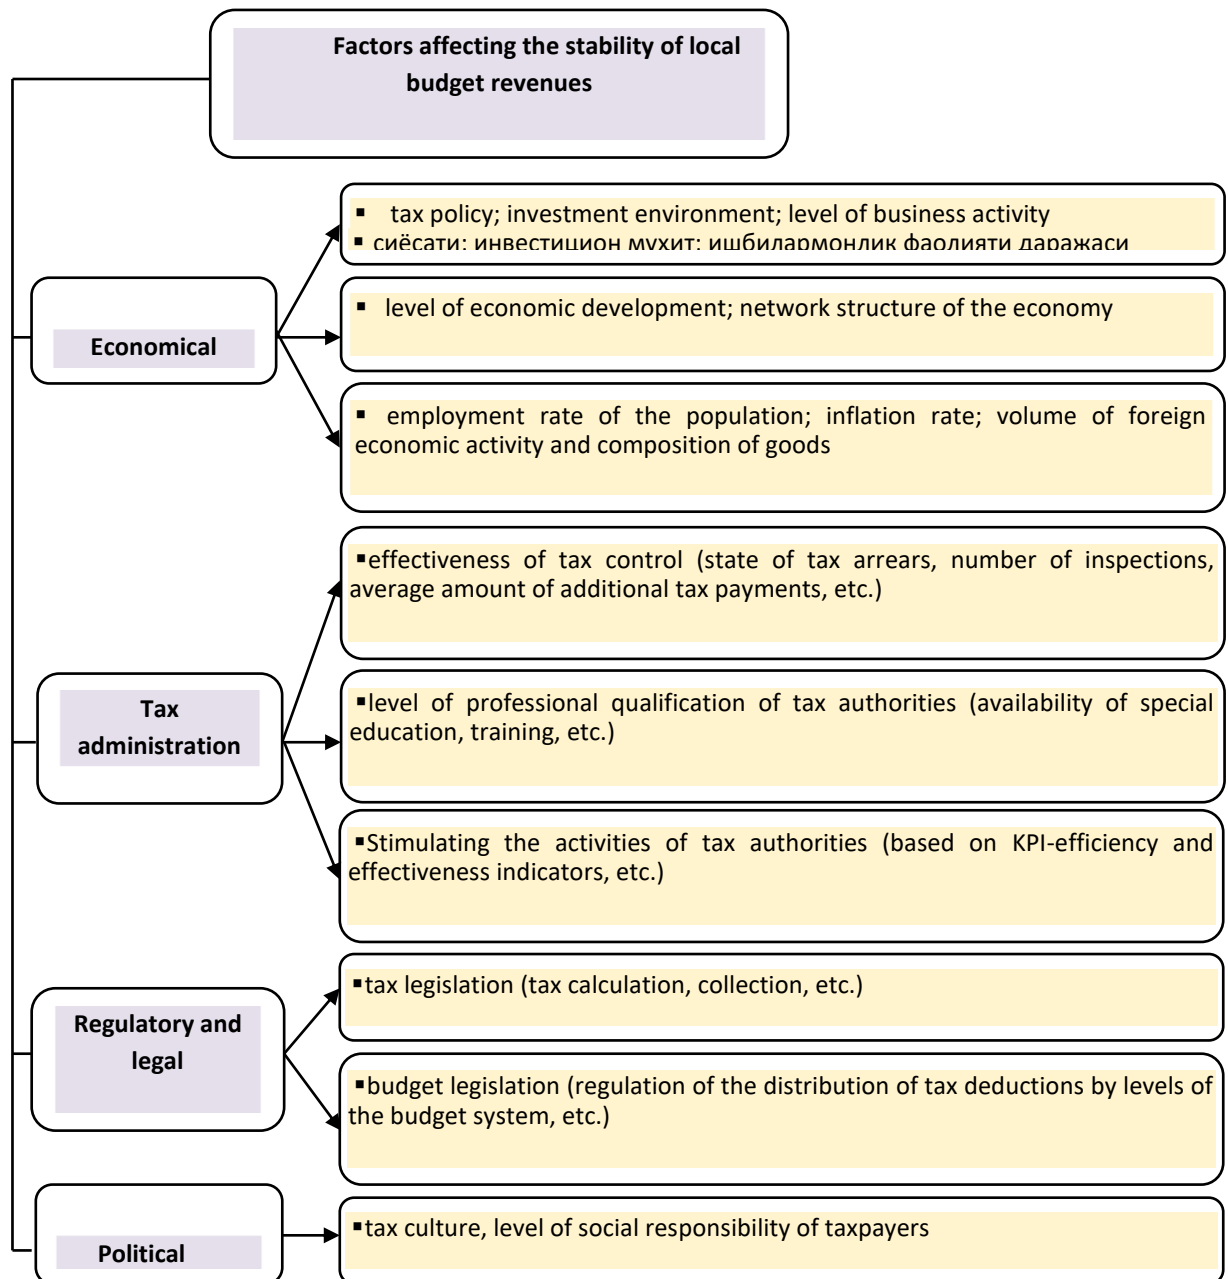 Factors affecting the stability of local
budget revenues
▪ tax policy; investment environment; level of business activity
▪ сиёсати; инвестицион муҳит; ишбилармонлик фаолияти даражаси
Economical
▪ level of economic development; network structure of the economy
▪ employment rate of the population; inflation rate; volume of foreign
economic activity and composition of goods
▪effectiveness of tax control (state of tax arrears, number of inspections,
average amount of additional tax payments, etc.)
Tax
administration
▪level of professional qualification of tax authorities (availability of special
education, training, etc.)
▪Stimulating the activities of tax authorities (based on KPI-efficiency and
effectiveness indicators, etc.)
Regulatory and
legal
▪tax legislation (tax calculation, collection, etc.)
▪budget legislation (regulation of the distribution of tax deductions by levels of
the budget system, etc.)
Political
▪tax culture, level of social responsibility of taxpayers